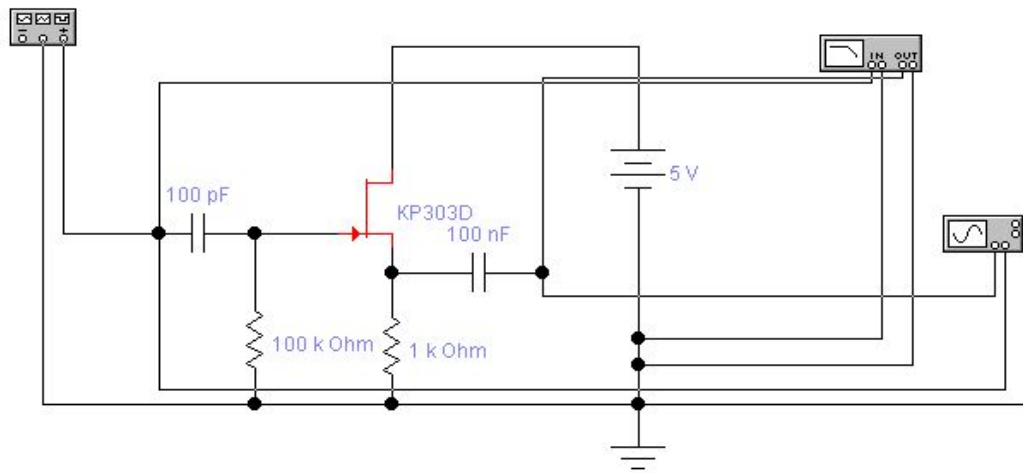 IN OUT
5 V
100 pF
KP303D
100 nF
100 k Ohm
1 k Ohm